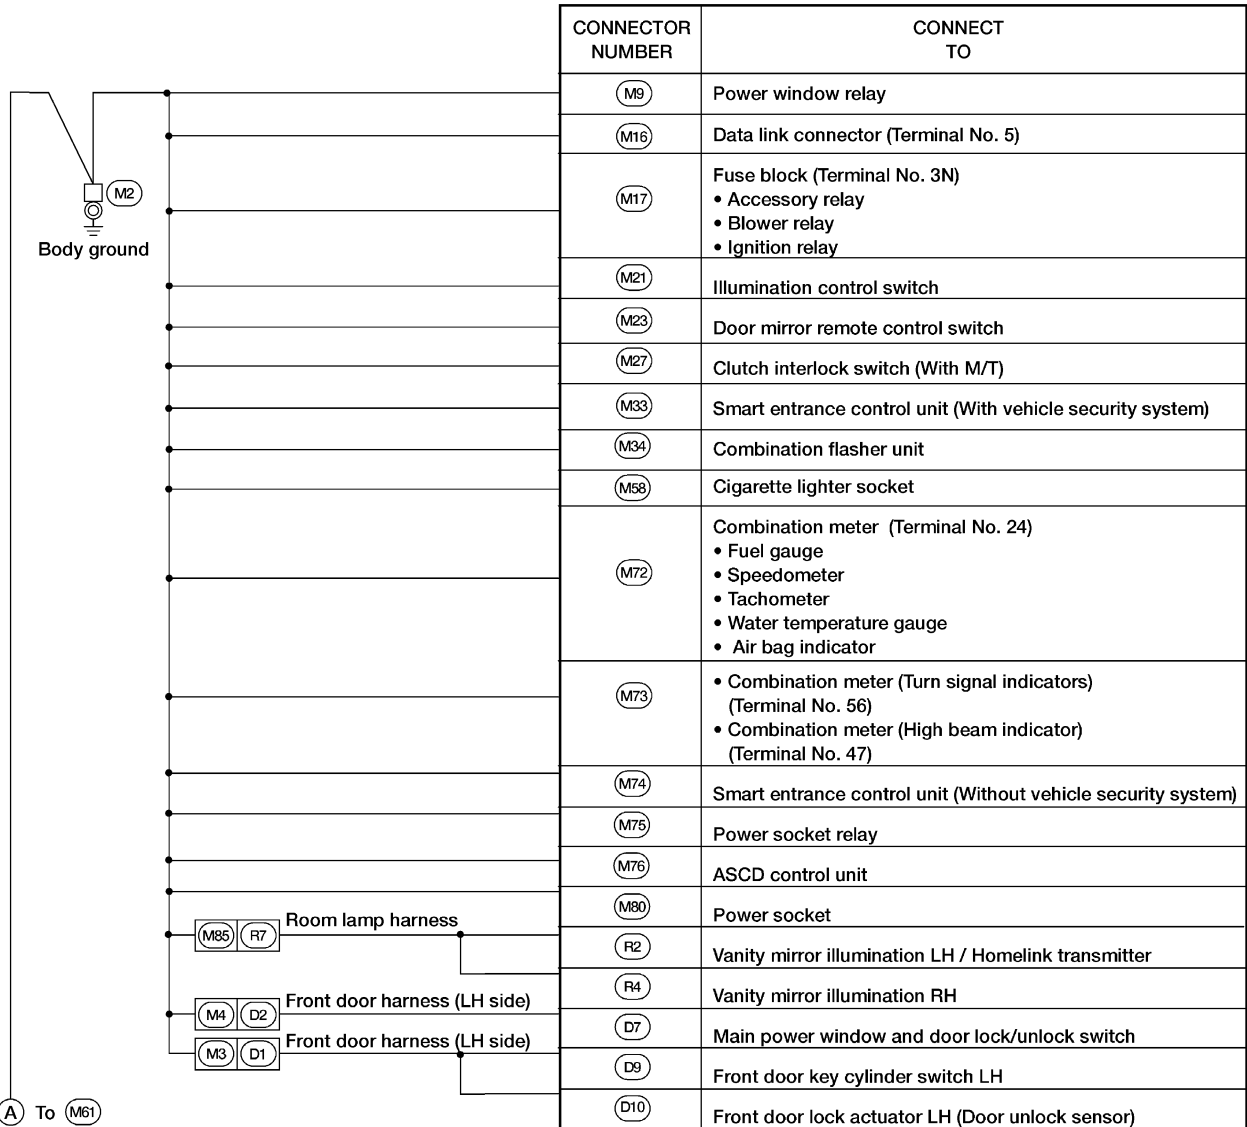 CONNECTOR NUMBER
CONNECT TO
M9 Power window relay
M16 Data link connector (Terminal No. 5)
M2
Body ground
M17 Fuse block (Terminal No. 3N)
• Accessory relay
• Blower relay
• Ignition relay
M21 Illumination control switch
M23 Door mirror remote control switch
M27 Clutch interlock switch (With M/T)
M33 Smart entrance control unit (With vehicle security system)
M34 Combination flasher unit
M58 Cigarette lighter socket
M72 Combination meter (Terminal No. 24)
• Fuel gauge
• Speedometer
• Tachometer
• Water temperature gauge
• Air bag indicator
M73 • Combination meter (Turn signal indicators)
(Terminal No. 56)
• Combination meter (High beam indicator)
(Terminal No. 47)
M74 Smart entrance control unit (Without vehicle security system)
M75 Power socket relay
M76 ASCD control unit
M80 Power socket
M85 R7 Room lamp harness
R2 Vanity mirror illumination LH / Homelink transmitter
R4 Vanity mirror illumination RH
M4 D2 Front door harness (LH side)
D7 Main power window and door lock/unlock switch
M3 D1 Front door harness (LH side)
D9 Front door key cylinder switch LH
D10 Front door lock actuator LH (Door unlock sensor)
A To M61